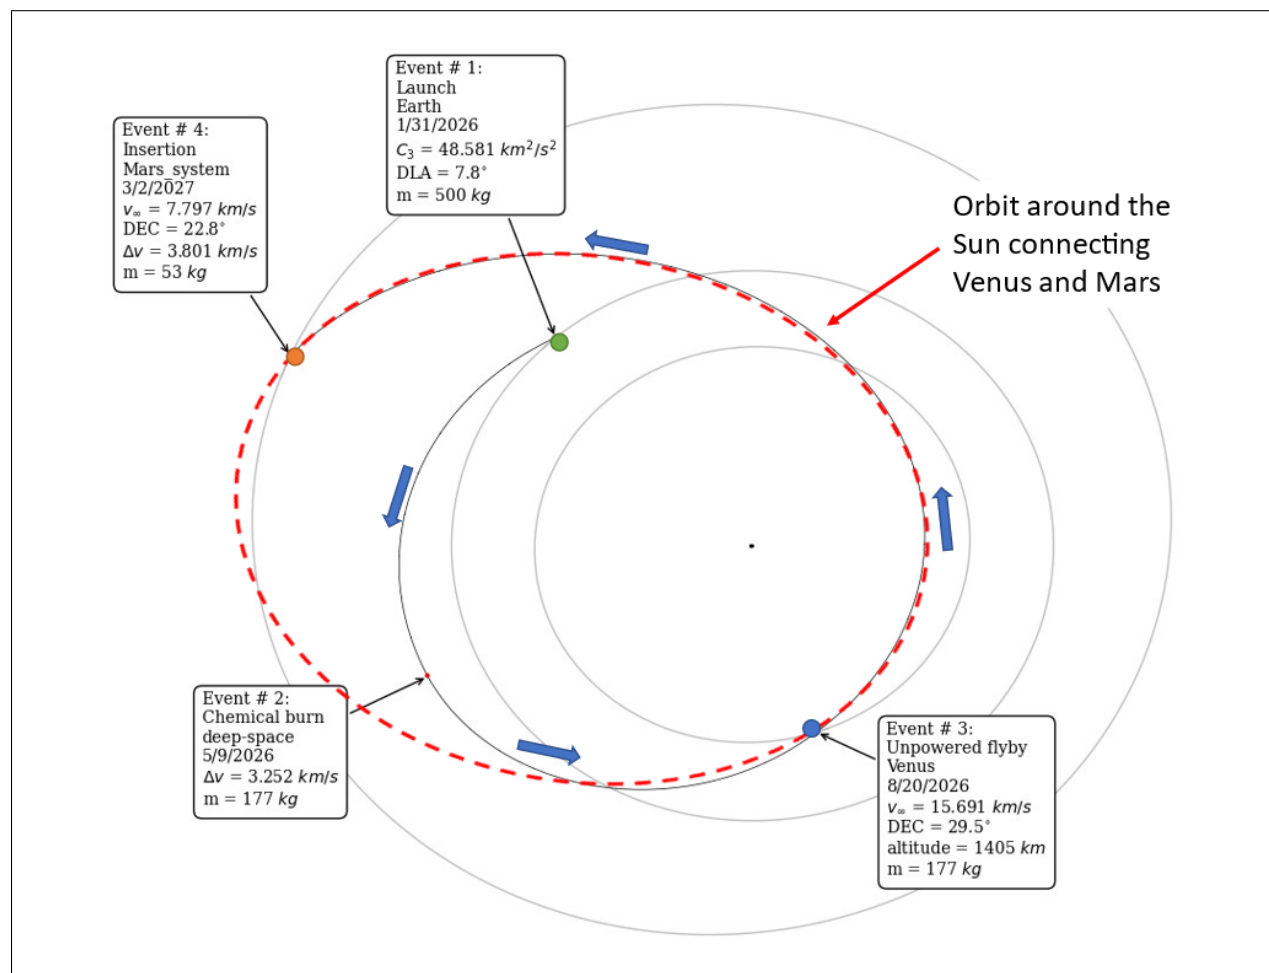 Event # 1:
Launch
Earth
1/31/2026
C₃ = 48.581 km²/s²
DLA = 7.8°
m = 500 kg
Event # 4:
Insertion
Mars_system
3/2/2027
v∞ = 7.797 km/s
DEC = 22.8°
Δv = 3.801 km/s
m = 53 kg
Orbit around the
Sun connecting
Venus and Mars
Event # 2:
Chemical burn
deep-space
5/9/2026
Δv = 3.252 km/s
m = 177 kg
Event # 3:
Unpowered flyby
Venus
8/20/2026
v∞ = 15.691 km/s
DEC = 29.5°
altitude = 1405 km
m = 177 kg